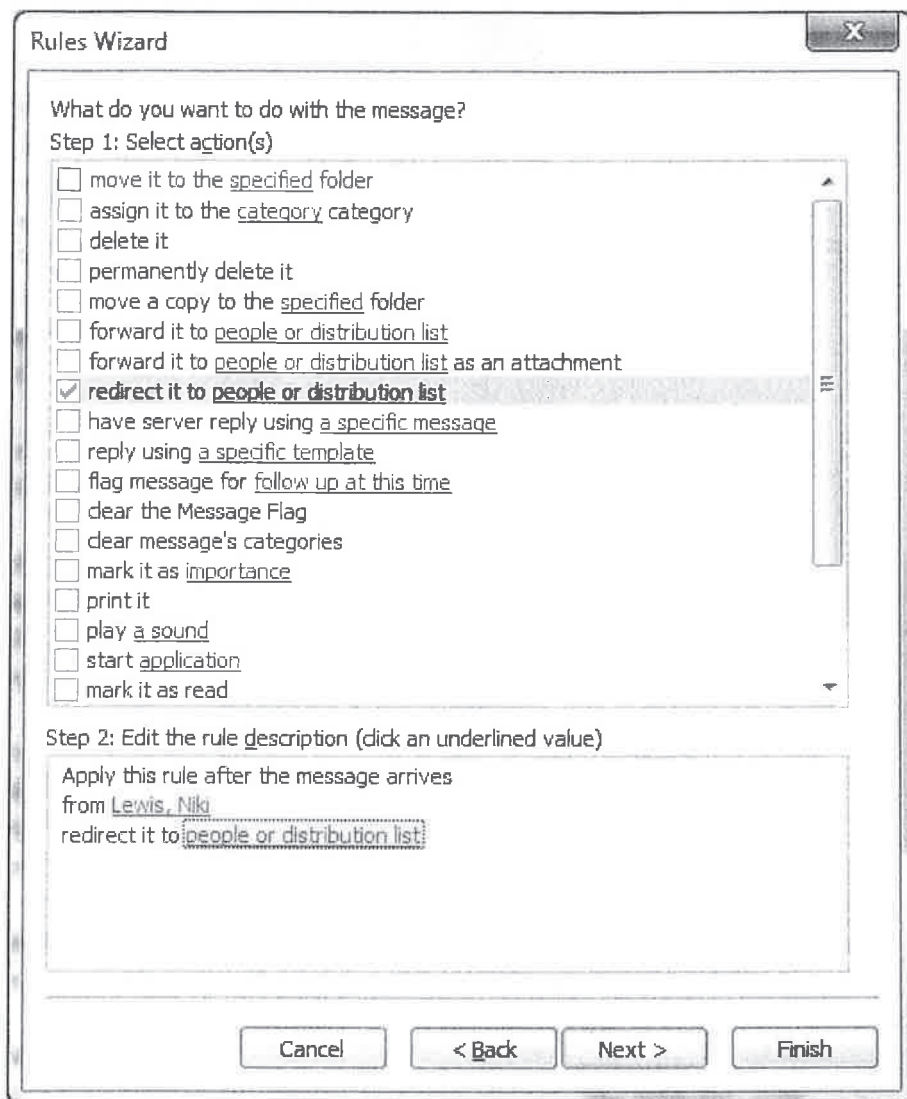 Rules Wizard
X
What do you want to do with the message?
Step 1: Select action(s)
move it to the specified folder
assign it to the category category
delete it
permanently delete it
move a copy to the specified folder
forward it to people or distribution list
forward it to people or distribution list as an attachment
redirect it to people or distribution list
have server reply using a specific message
reply using a specific template
flag message for follow up at this time
clear the Message Flag
clear message's categories
mark it as importance
print it
play a sound
start application
mark it as read
Step 2: Edit the rule description (click an underlined value)
Apply this rule after the message arrives
from Lewis, Niki
redirect it to people or distribution list
Cancel
< Back
Next >
Finish